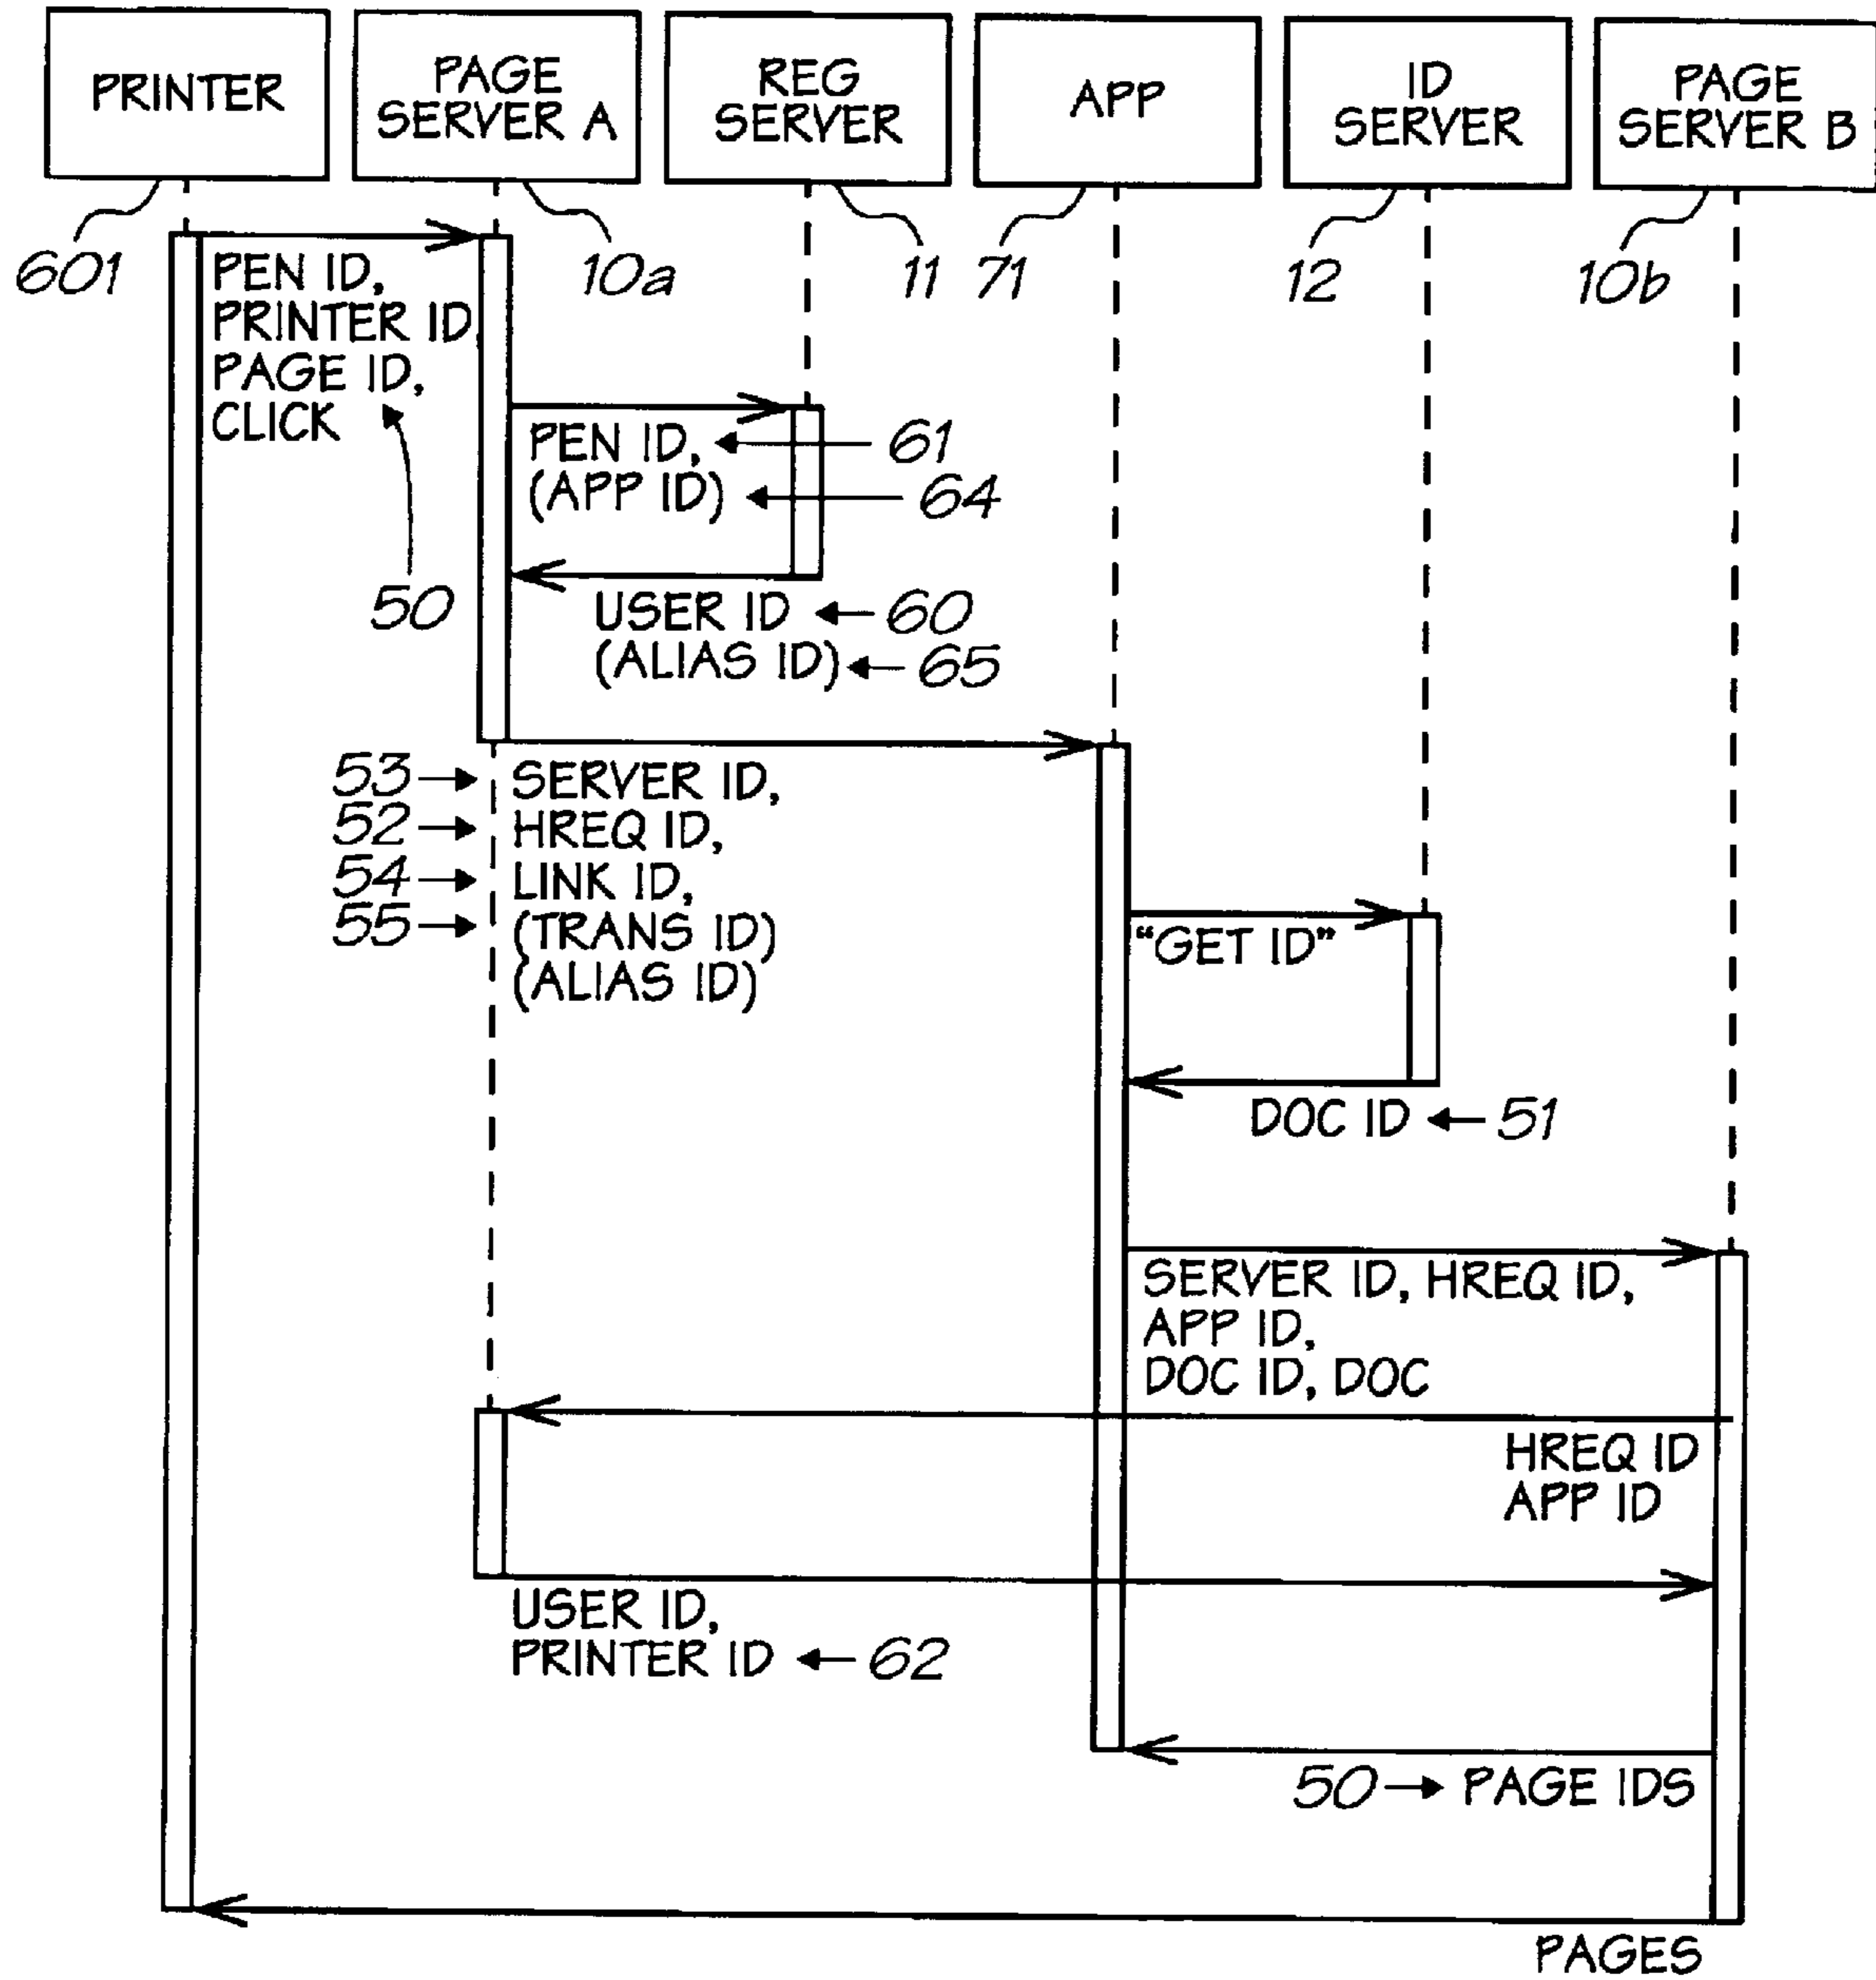 PRINTER
PAGE
SERVER A
REG
SERVER
APP
ID
SERVER
PAGE
SERVER B
601
10a
11
71
12
10b
PEN ID,
PRINTER ID
PAGE ID,
CLICK
50
PEN ID,
61
(APP ID)
64
USER ID
60
(ALIAS ID)
65
53
SERVER ID,
52
HREQ ID,
54
LINK ID,
55
(TRANS ID)
(ALIAS ID)
“GET ID”
DOC ID
51
SERVER ID, HREQ ID,
APP ID,
DOC ID, DOC
HREQ ID
APP ID
USER ID,
PRINTER ID
62
50
PAGE IDS
PAGES